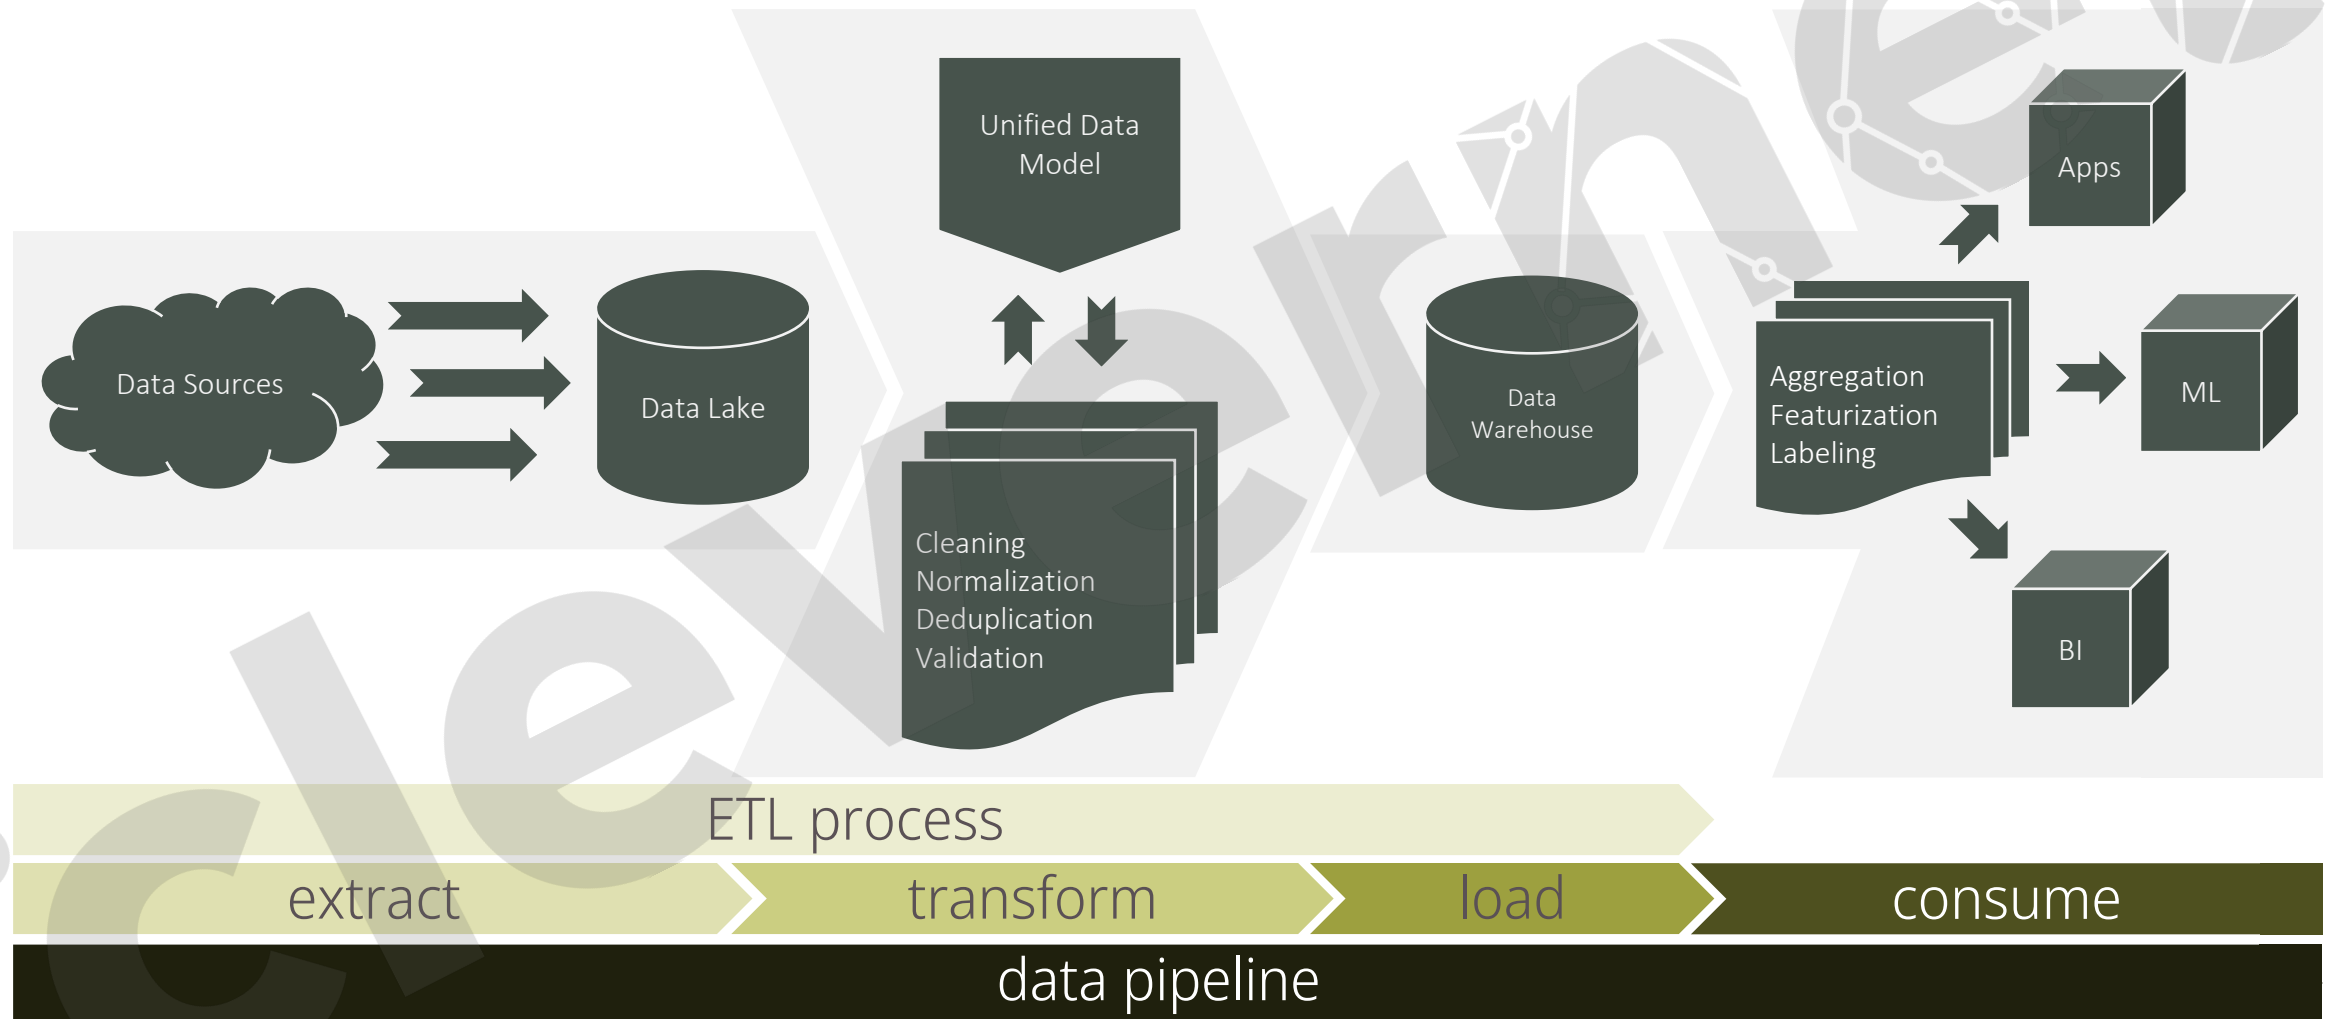 Unified Data
Model
Apps
Data Sources
Data Lake
Data
Warehouse
Aggregation
Featurization
Labeling
ML
Cleaning
Normalization
Deduplication
Validation
BI
ETL process
extract
transform
load
consume
data pipeline